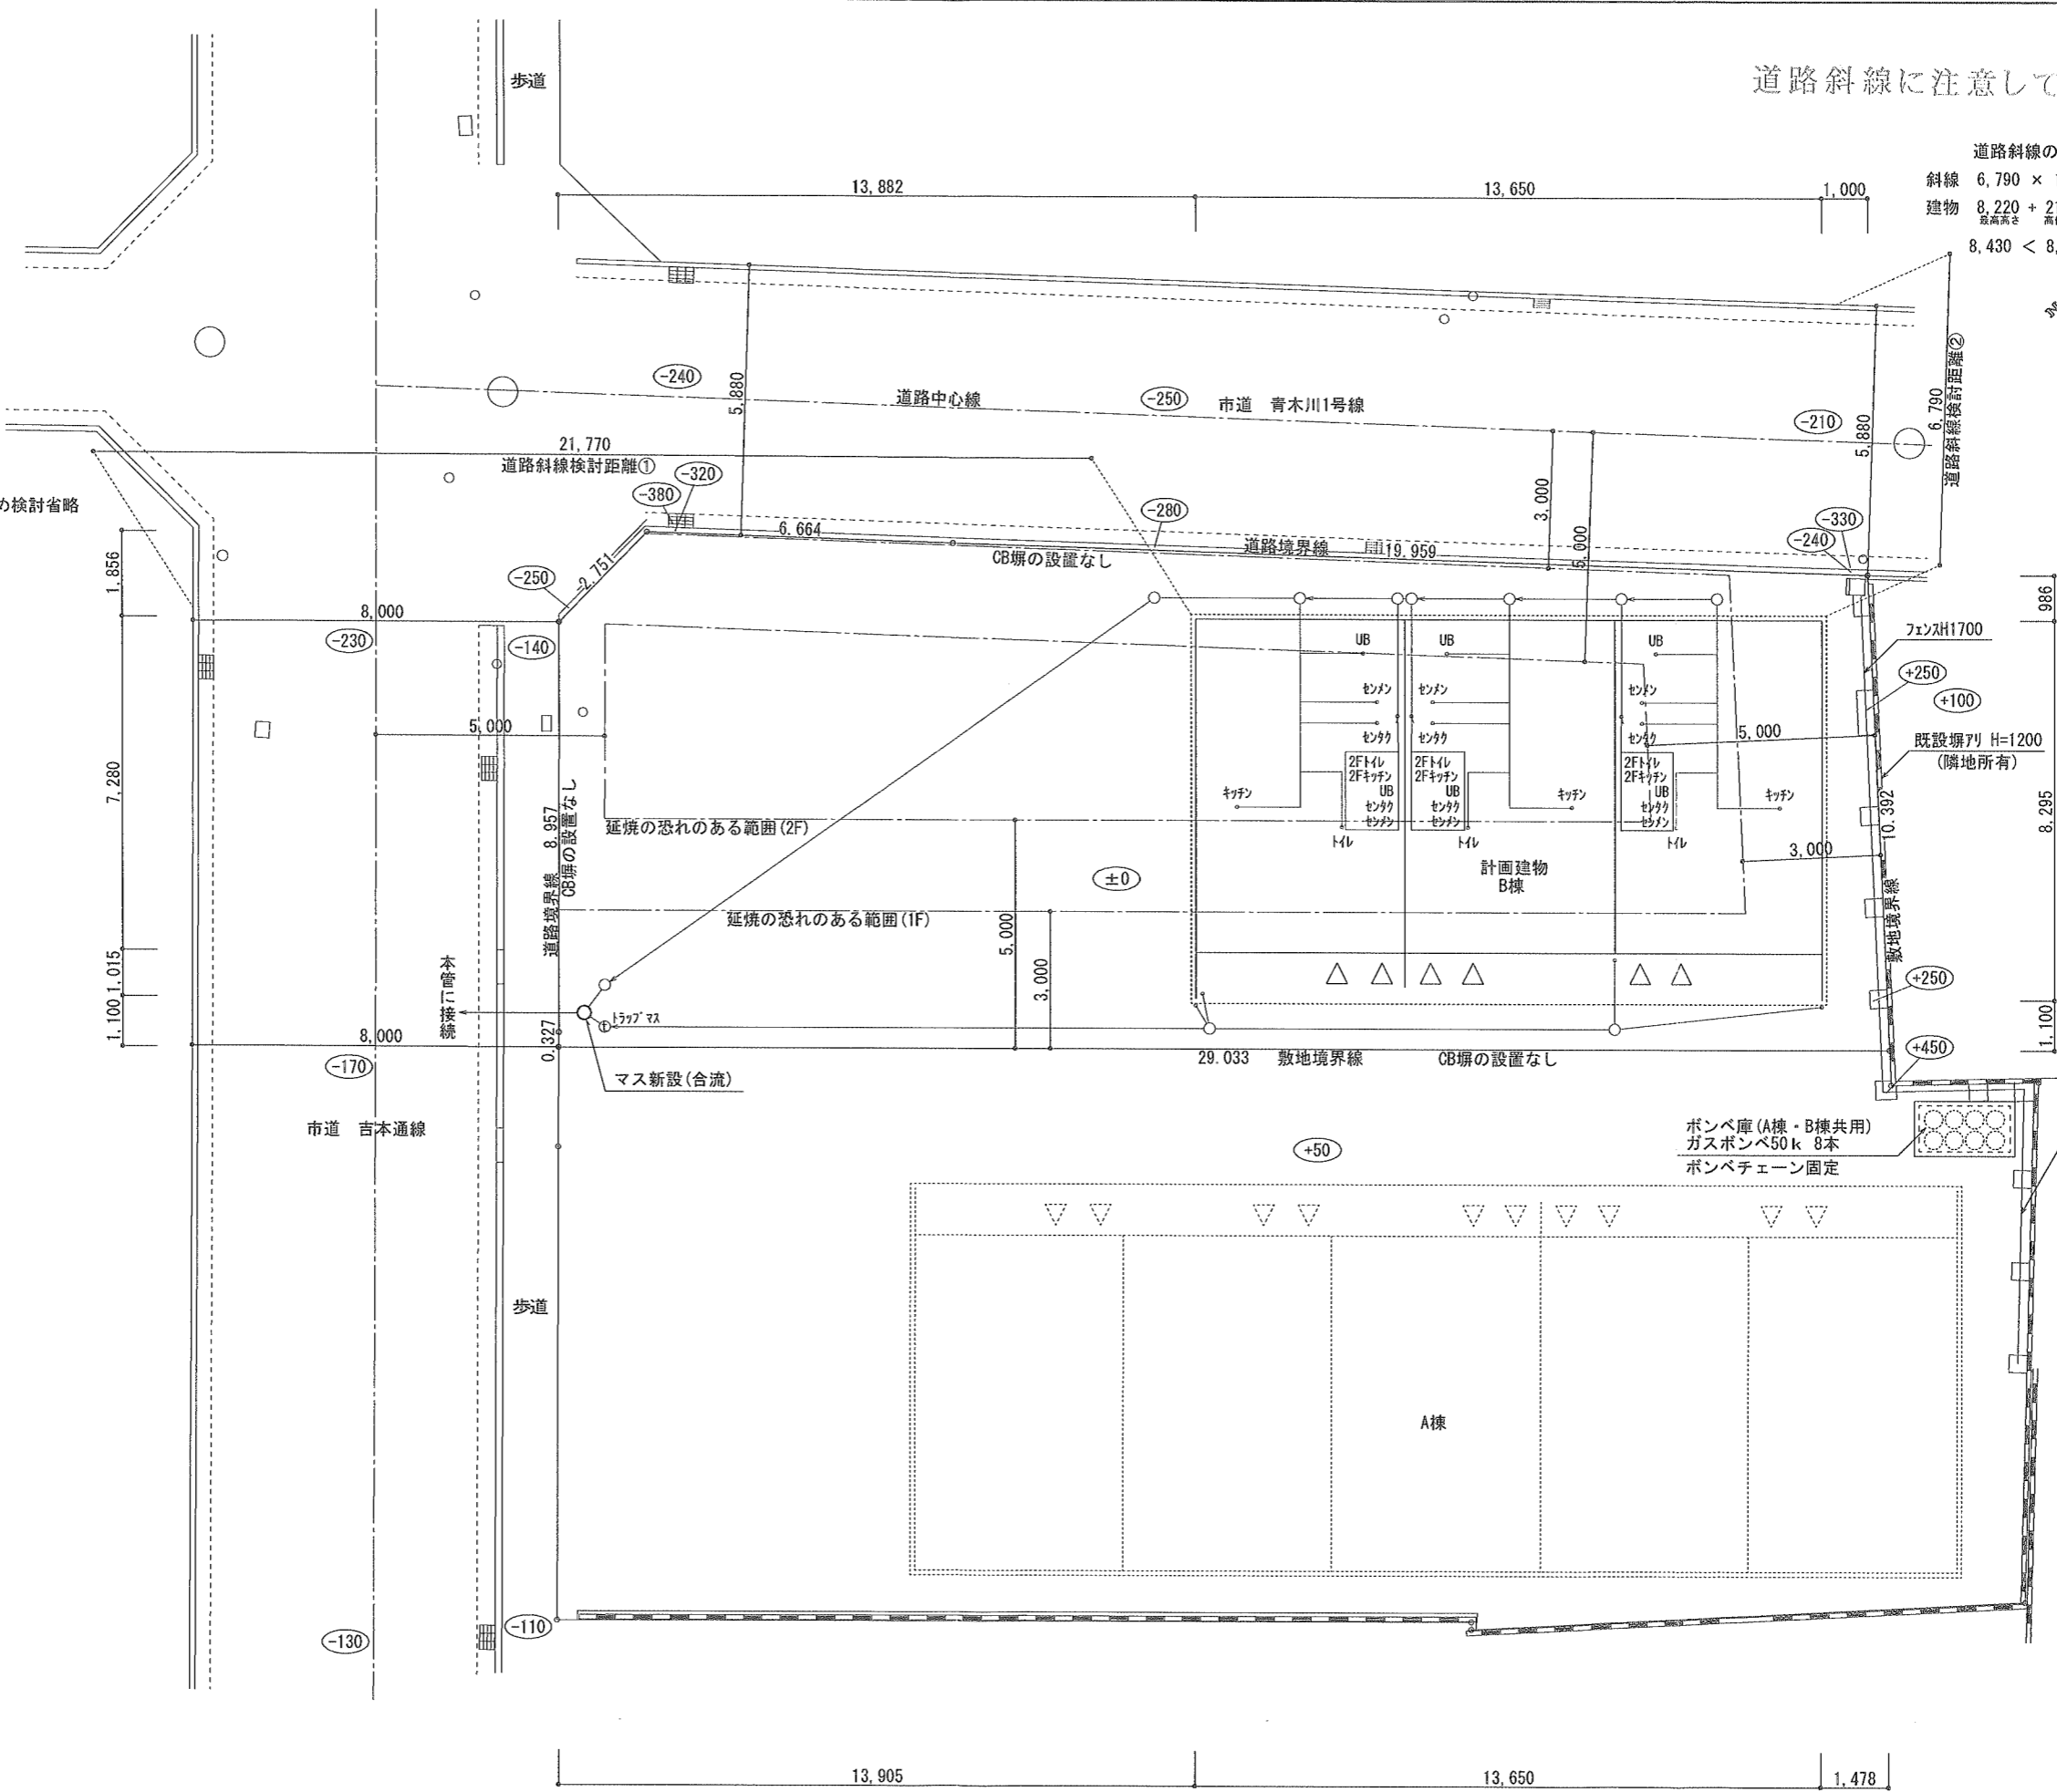 道路斜線に注意して
歩道
道路斜線の
斜線 6,790 ×
建物 8,220 + 2
最高高さ
8,430 < 8,
13,882
13,650
1,000
-240
5,880
道路中心線
-250
市道 青木川1号線
-210
5,880
6,790
道路斜線検討距離②
21,770
道路斜線検討距離①
-320
-380
の検討省略
6.664
-280
3,000
5,000
-330
-240
道路境界線
19.959
CB塀の設置なし
1,856
-250
2.751
8,000
-230
-140
986
フェンスH1700
+250
+100
UB
UB
UB
センメン
センメン
センメン
センタク
センタク
センタク
5,000
5,000
既設塀アリ H=1200
(隣地所有)
7,280
2Fトイレ
2Fキッチン
UB
センタク
センメン
2Fトイレ
2Fキッチン
UB
センタク
センメン
2Fトイレ
2Fキッチン
UB
センタク
センメン
キッチン
キッチン
キッチン
トイレ
トイレ
トイレ
道路境界線 8.957
CB塀の設置なし
延焼の恐れのある範囲(2F)
10.392
8,295
3,000
計画建物
B棟
±0
延焼の恐れのある範囲(1F)
敷地境界線
5,000
3,000
1,015
本管に接続
+250
1,100
トラップマス
0.327
8,000
1,100
29.033 敷地境界線 CB塀の設置なし
+450
-170
マス新設(合流)
市道 吉本通線
+50
ボンベ庫(A棟・B棟共用)
ガスボンベ50k 8本
ボンベチェーン固定
歩道
A棟
-110
-130
13,905
13,650
1,478